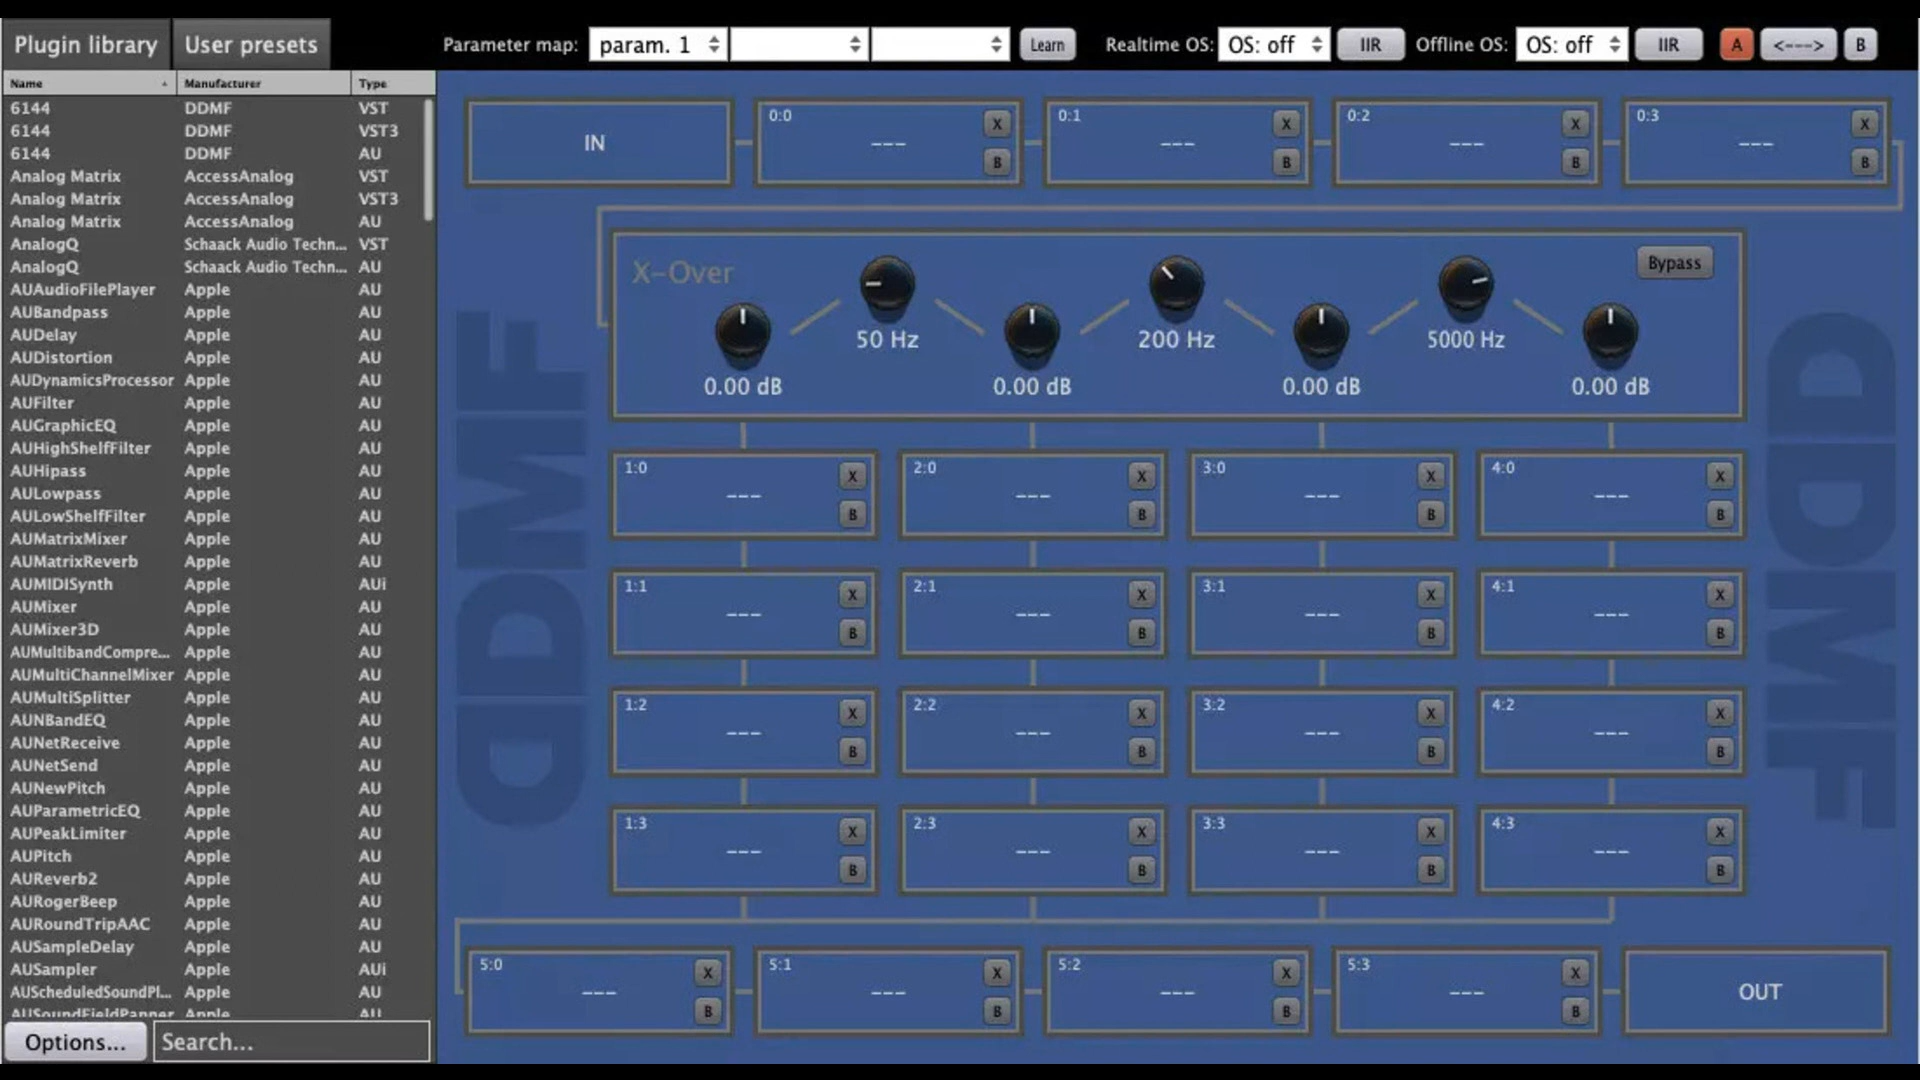 Plugin library
User presets
Parameter map: param. 1 Learn Realtime OS: OS: off IIR Offline OS: OS: off IIR A <---> B
Name Manufacturer Type
6144 DDMF VST
6144 DDMF VST3
6144 DDMF AU
Analog Matrix AccessAnalog VST
Analog Matrix AccessAnalog VST3
Analog Matrix AccessAnalog AU
AnalogQ Schaack Audio Techn... VST
AnalogQ Schaack Audio Techn... AU
AUAudioFilePlayer Apple AU
AUBandpass Apple AU
AUDelay Apple AU
AUDistortion Apple AU
AUDynamicsProcessor Apple AU
AUFilter Apple AU
AUGraphicEQ Apple AU
AUHighShelfFilter Apple AU
AUHipass Apple AU
AULowpass Apple AU
AULowShelfFilter Apple AU
AUMatrixMixer Apple AU
AUMatrixReverb Apple AU
AUMIDISynth Apple AUi
AUMixer Apple AU
AUMixer3D Apple AU
AUMultibandCompre... Apple AU
AUMultiChannelMixer Apple AU
AUMultiSplitter Apple AU
AUNBandEQ Apple AU
AUNetReceive Apple AU
AUNetSend Apple AU
AUNewPitch Apple AU
AUParametricEQ Apple AU
AUPeakLimiter Apple AU
AUPitch Apple AU
AUReverb2 Apple AU
AURogerBeep Apple AU
AURoundTripAAC Apple AU
AUSampleDelay Apple AU
AUSampler Apple AUi
AUScheduledSoundPl... Apple AU
AUSoundFieldPanner Apple AU
Options... Search...
IN
0:0 --- X B
0:1 --- X B
0:2 --- X B
0:3 --- X B
X-Over
Bypass
50 Hz 200 Hz 5000 Hz
0.00 dB 0.00 dB 0.00 dB 0.00 dB
DDMF
DDMF
1:0 --- X B
2:0 --- X B
3:0 --- X B
4:0 --- X B
1:1 --- X B
2:1 --- X B
3:1 --- X B
4:1 --- X B
1:2 --- X B
2:2 --- X B
3:2 --- X B
4:2 --- X B
1:3 --- X B
2:3 --- X B
3:3 --- X B
4:3 --- X B
5:0 --- X B
5:1 --- X B
5:2 --- X B
5:3 --- X B
OUT